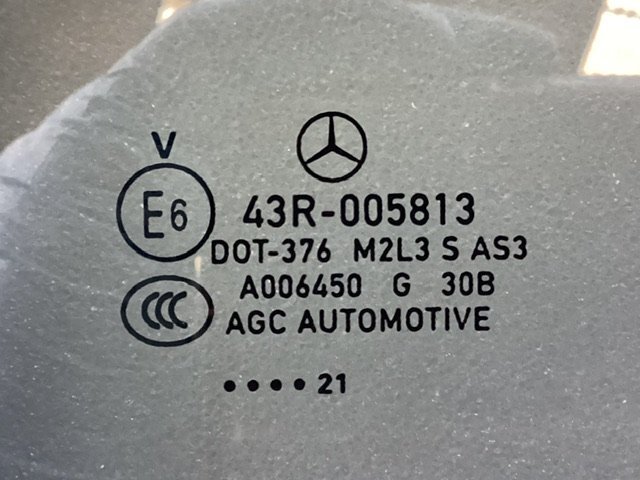 V
E6 43R-005813
DOT-376 M2L3 S AS3
A006450 G 30B
CCC AGC AUTOMOTIVE
•••• 21